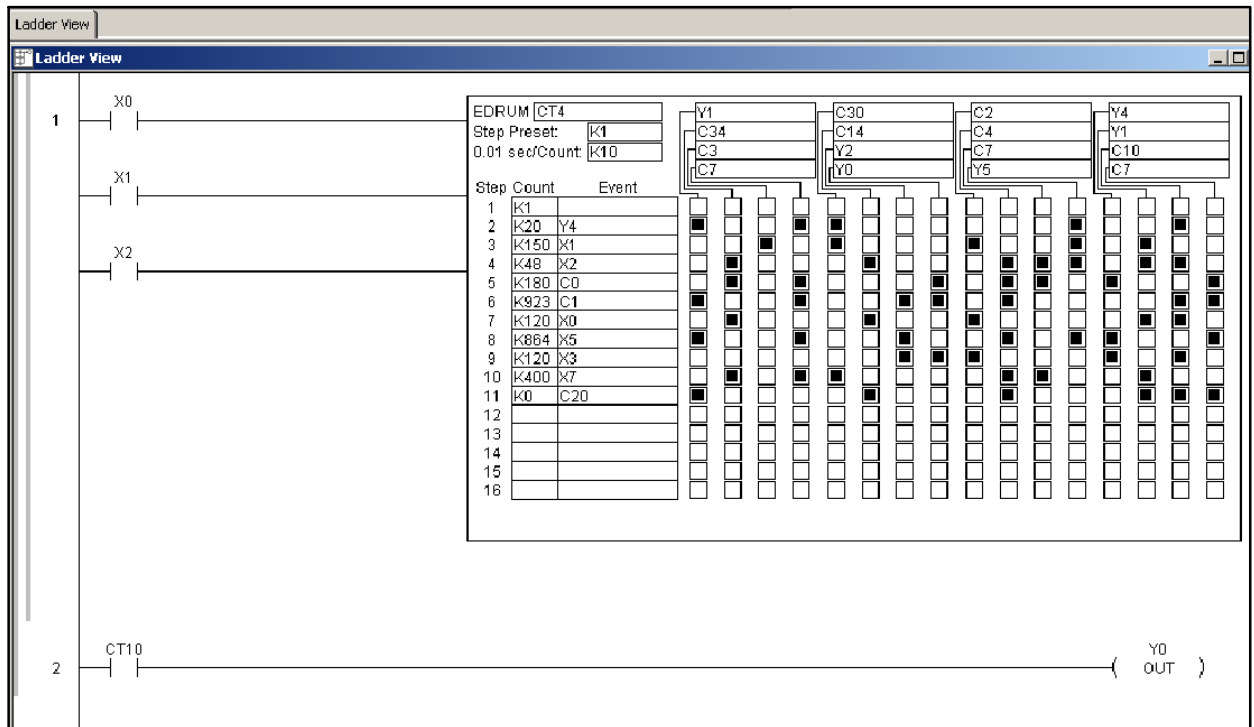 Ladder View
Ladder View
1
X0
X1
X2
EDRUM CT4
Step Preset: K1
0.01 sec/Count: K10
Y1 C30 C2 Y4
C34 C14 C4 Y1
C3 Y2 C7 C10
C7 Y0 Y5 C7
Step Count Event
1 K1
2 K20 Y4
3 K150 X1
4 K48 X2
5 K180 C0
6 K923 C1
7 K120 X0
8 K864 X5
9 K120 X3
10 K400 X7
11 K0 C20
12
13
14
15
16
2
CT10
Y0
( OUT )